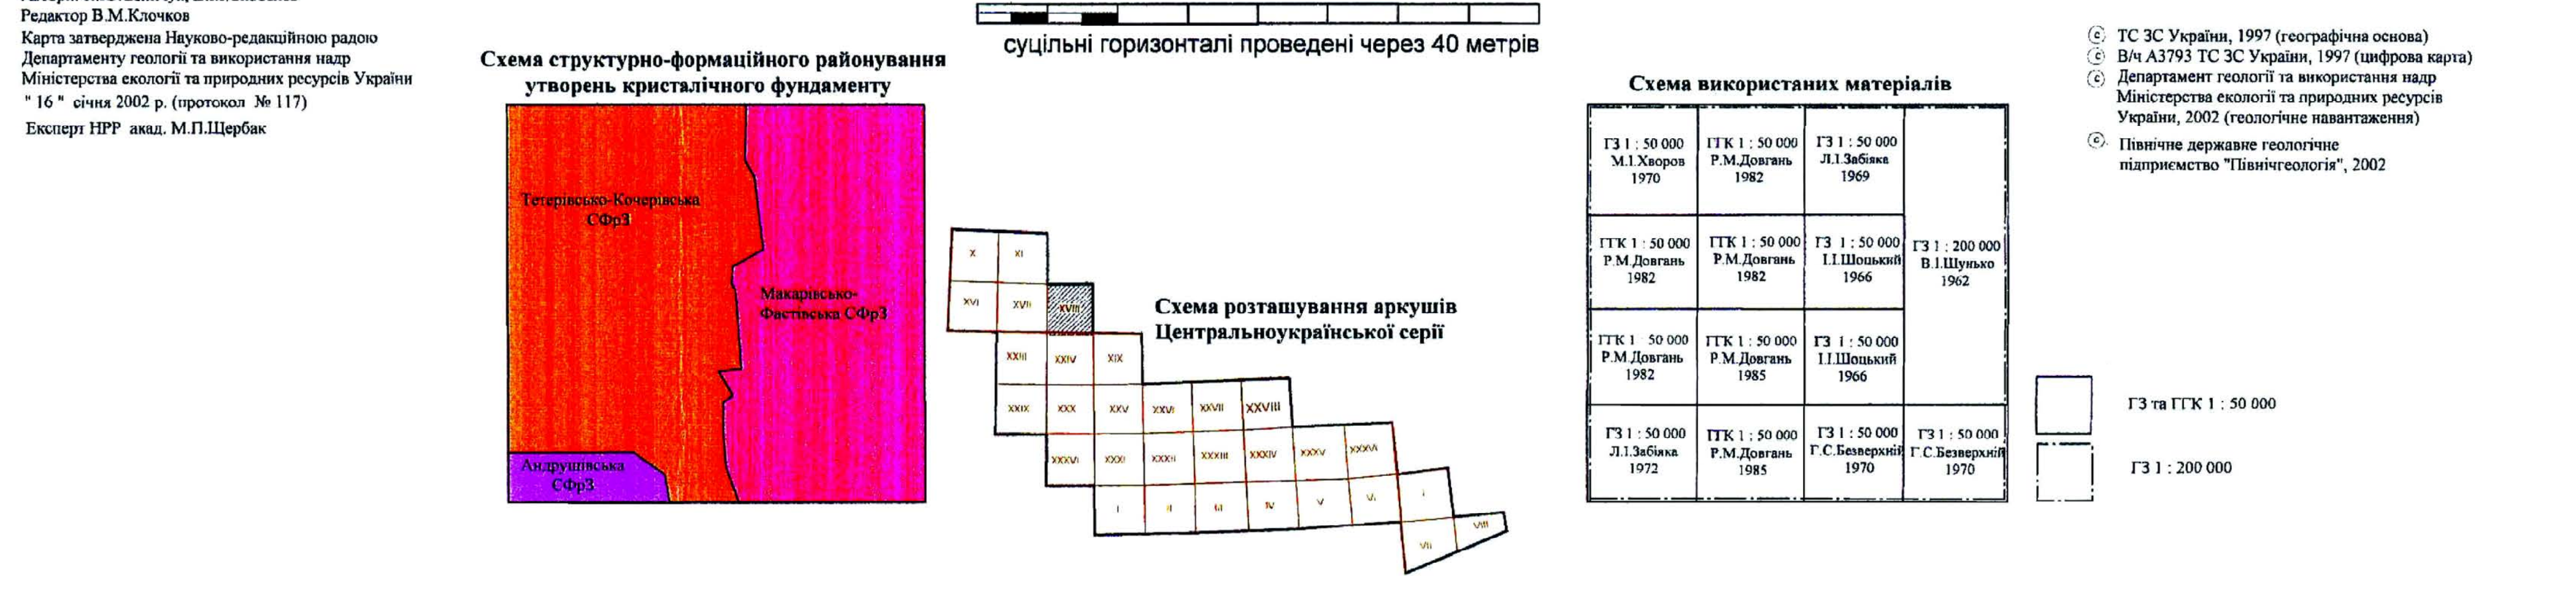 Редактор В.М.Клочков
Карта затверджена Науково-редакційною радою
Департаменту геології та використання надр
Міністерства екології та природних ресурсів України
" 16 " січня 2002 р. (протокол № 117)
Експерт НРР акад. М.П.Щербак
суцільні горизонталі проведені через 40 метрів
Схема структурно-формаційного районування
утворень кристалічного фундаменту
Тетерівсько-Кочерівська
СФрЗ
Макарівсько-
Фастівська СФрЗ
Андрушівська
СФрЗ
Схема розташування аркушів
Центральноукраїнської серії
X XI
XVI XVII XVIII
XXIII XXIV XIX
XXIX XXX XXV XXVI XXVII XXVIII
XXXVI XXXI XXXII XXXIII XXXIV XXXV XXXVI
I II III IV V VI I
VII VIII
Схема використаних матеріалів
ГЗ 1 : 50 000
М.І.Хворов
1970
ГГК 1 : 50 000
Р.М.Довгань
1982
ГЗ 1 : 50 000
Л.І.Забіяка
1969
ГГК 1 : 50 000
Р.М.Довгань
1982
ГГК 1 : 50 000
Р.М.Довгань
1982
ГЗ 1 : 50 000
І.І.Шоцький
1966
ГЗ 1 : 200 000
В.І.Шунько
1962
ГГК 1 50 000
Р.М.Довгань
1982
ГГК 1 : 50 000
Р.М.Довгань
1985
ГЗ 1 : 50 000
І.І.Шоцький
1966
ГЗ 1 : 50 000
Л.І.Забіяка
1972
ГГК 1 : 50 000
Р.М.Довгань
1985
ГЗ 1 : 50 000
Г.С.Безверхній
1970
ГЗ 1 : 50 000
Г.С.Безверхній
1970
© ТС ЗС України, 1997 (географічна основа)
© В/ч А3793 ТС ЗС України, 1997 (цифрова карта)
© Департамент геології та використання надр
Міністерства екології та природних ресурсів
України, 2002 (геологічне навантаження)
© Північне державне геологічне
підприємство "Північгеологія", 2002
ГЗ та ГГК 1 : 50 000
ГЗ 1 : 200 000